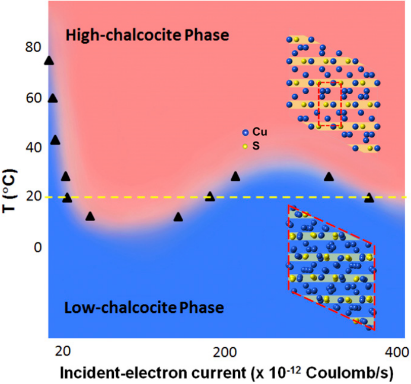 High-chalcocite Phase
Cu
S
T (°C)
80
60
40
20
0
Low-chalcocite Phase
20 200 400
Incident-electron current (x 10⁻¹² Coulomb/s)